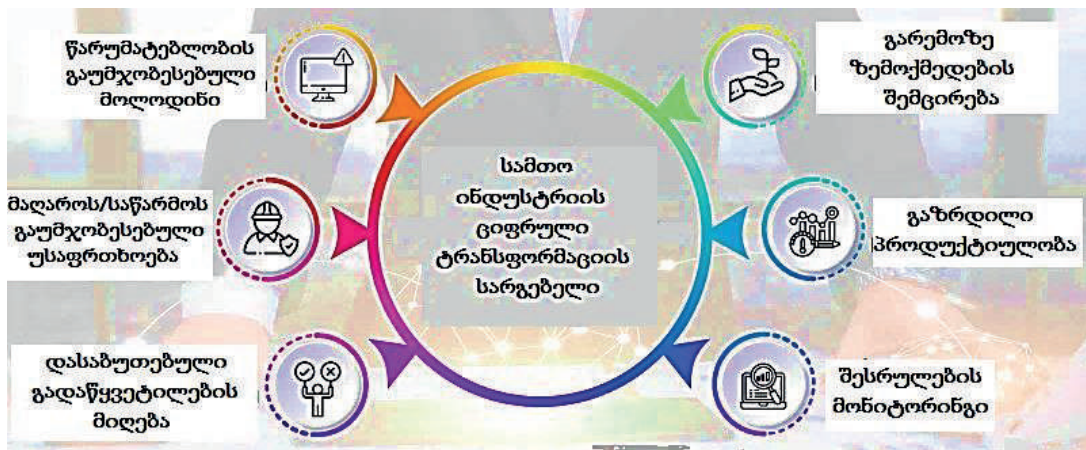 წარუმატებლობის
გაუმჯობესებული
მოლოდინი
გარემოზე
ზემოქმედების
შემცირება
სამთო
ინდუსტრიის
ციფრული
ტრანსფორმაციის
სარგებელი
მაღაროს/საწარმოს
გაუმჯობესებული
უსაფრთხოება
გაზრდილი
პროდუქტიულობა
დასაბუთებული
გადაწყვეტილების
მიღება
შესრულების
მონიტორინგი